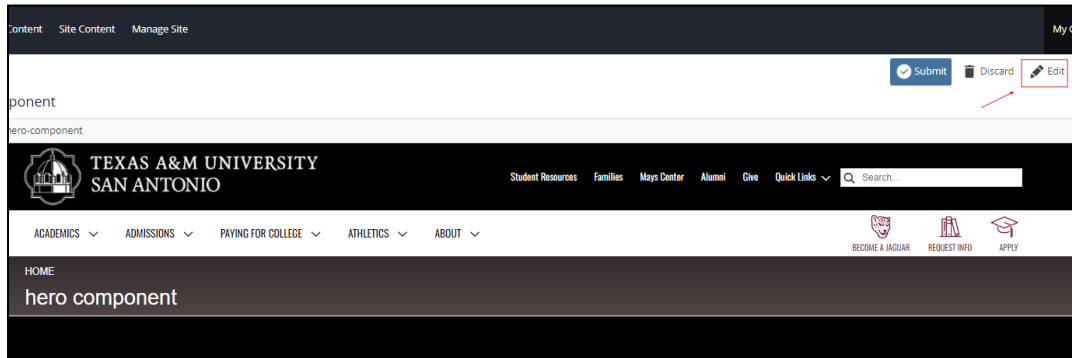 Content Site Content Manage Site My
Submit Discard Edit
ponent
hero-component
TEXAS A&M UNIVERSITY
SAN ANTONIO
Student Resources Families Mays Center Alumni Give Quick Links Search...
ACADEMICS ADMISSIONS PAYING FOR COLLEGE ATHLETICS ABOUT
BECOME A JAGUAR REQUEST INFO APPLY
HOME
hero component